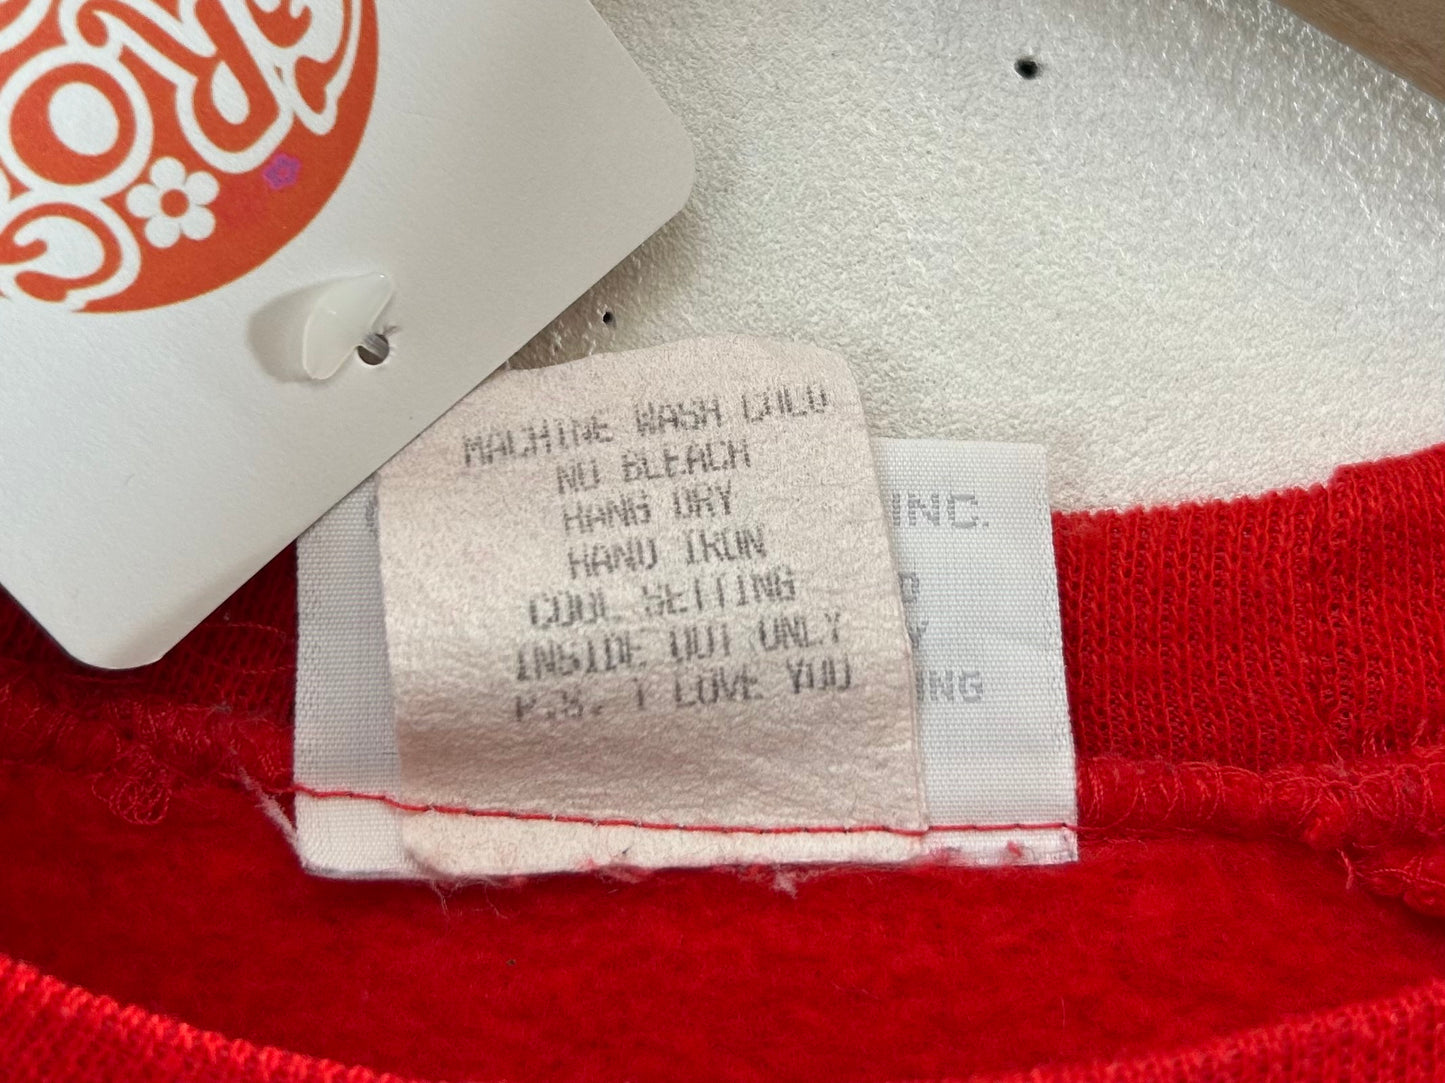 MACHINE WASH COLD
NO BLEACH
HANG DRY
HAND IRON
COOL SETTING
INSIDE OUT ONLY
P.S. I LOVE YOU
INC.